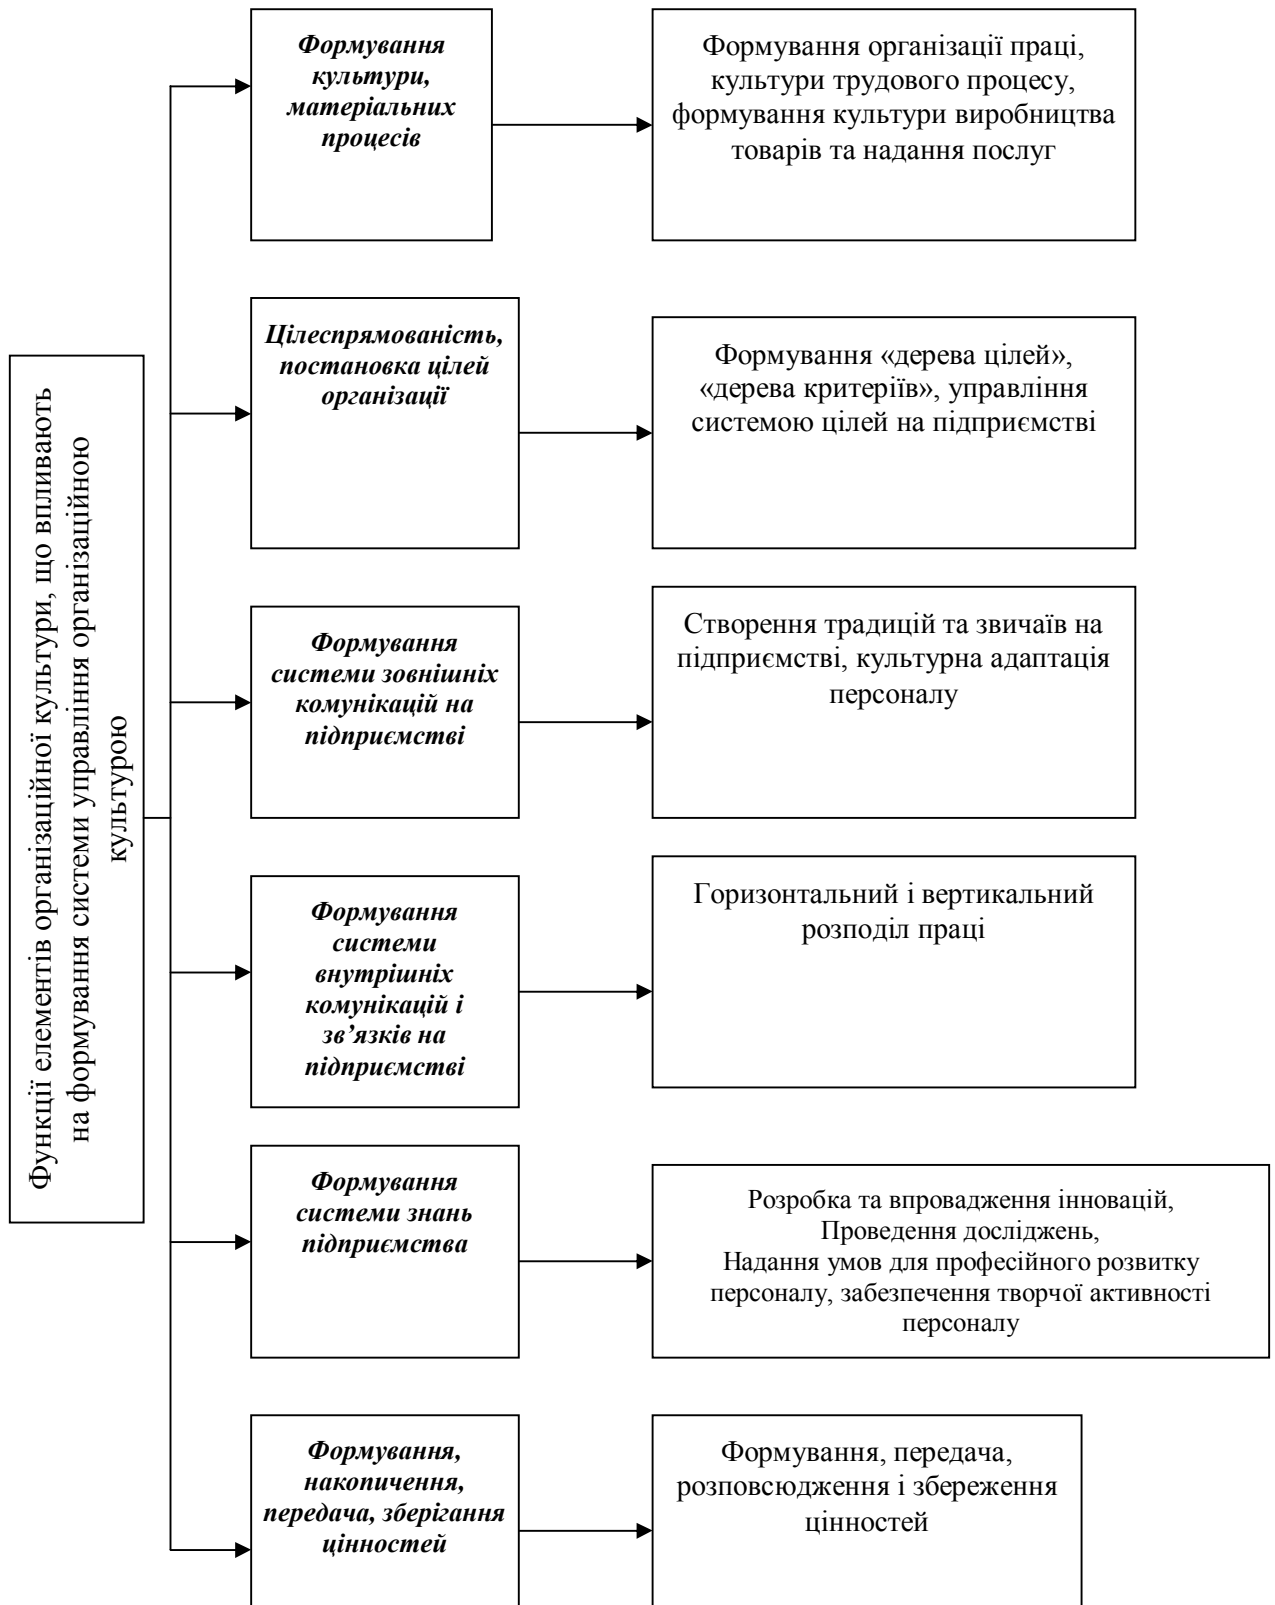 Функції елементів організаційної культури, що впливають
на формування системи управління організаційною
культурою
Формування
культури,
матеріальних
процесів
Формування організації праці,
культури трудового процесу,
формування культури виробництва
товарів та надання послуг
Цілеспрямованість,
постановка цілей
організації
Формування «дерева цілей»,
«дерева критеріїв», управління
системою цілей на підприємстві
Формування
системи зовнішніх
комунікацій на
підприємстві
Створення традицій та звичаїв на
підприємстві, культурна адаптація
персоналу
Формування
системи
внутрішніх
комунікацій і
зв’язків на
підприємстві
Горизонтальний і вертикальний
розподіл праці
Формування
системи знань
підприємства
Розробка та впровадження інновацій,
Проведення досліджень,
Надання умов для професійного розвитку
персоналу, забезпечення творчої активності
персоналу
Формування,
накопичення,
передача, зберігання
цінностей
Формування, передача,
розповсюдження і збереження
цінностей